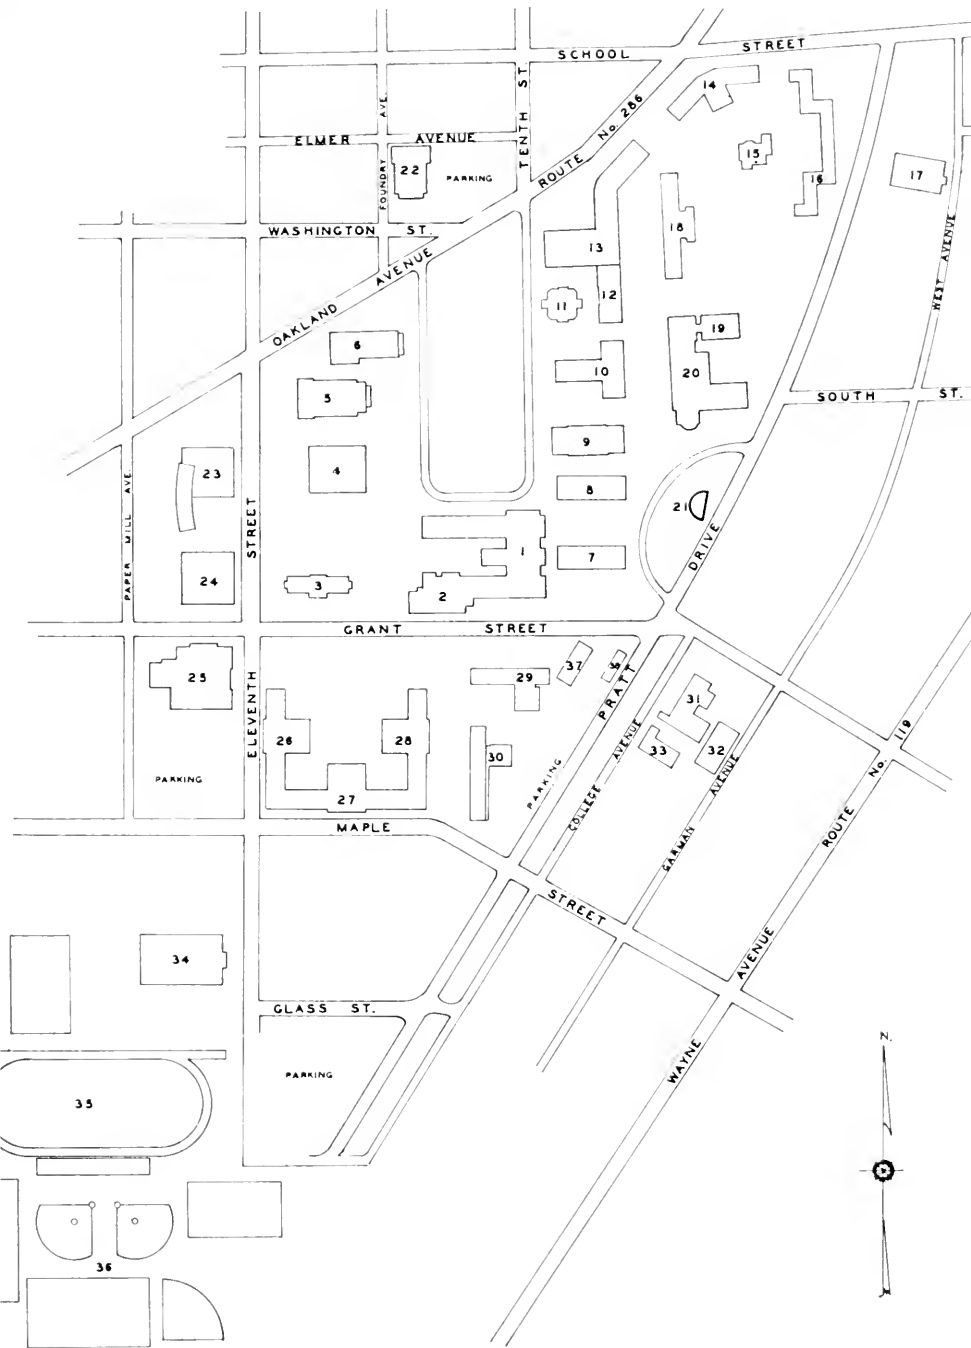 SCHOOL STREET
TENTH ST.
ROUTE No. 286
14
FOUNDRY AVE.
ELMER AVENUE
22
PARKING
15
16
17
WASHINGTON ST.
13
18
WEST AVENUE
OAKLAND AVENUE
12
11
6
19
10
20
5
SOUTH ST.
9
4
23
8
21
PAPER MILL AVE.
ELEVENTH STREET
1
7
DRIVE
24
3
2
GRANT STREET
37
PRATT
25
29
31
26
28
30
33
32
PARKING
27
PARKING
COLLEGE AVENUE
GARMAN AVENUE
ROUTE No. 119
MAPLE STREET
34
WAYNE AVENUE
GLASS ST.
N.
PARKING
35
36